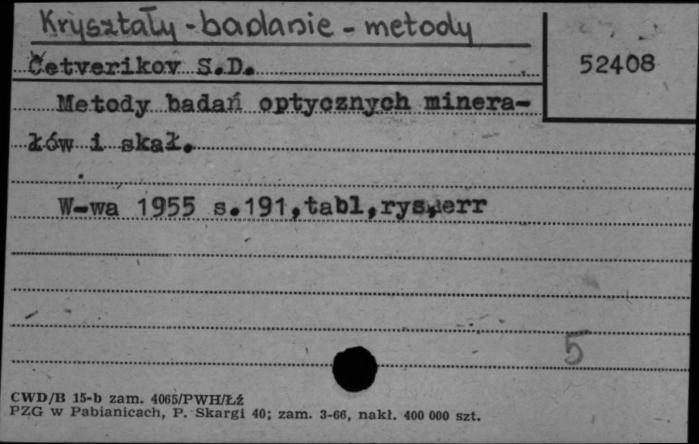 Kryształy - badanie - metody
Četverikov S.D.
52408
Metody badań optycznych minera-
łów i skał.
W-wa 1955 s.191,tabl,rys,err
5
CWD/B 15-b zam. 4065/PWH/Łź
PZG w Pabianicach, P. Skargi 40; zam. 3-66, nakł. 400 000 szt.